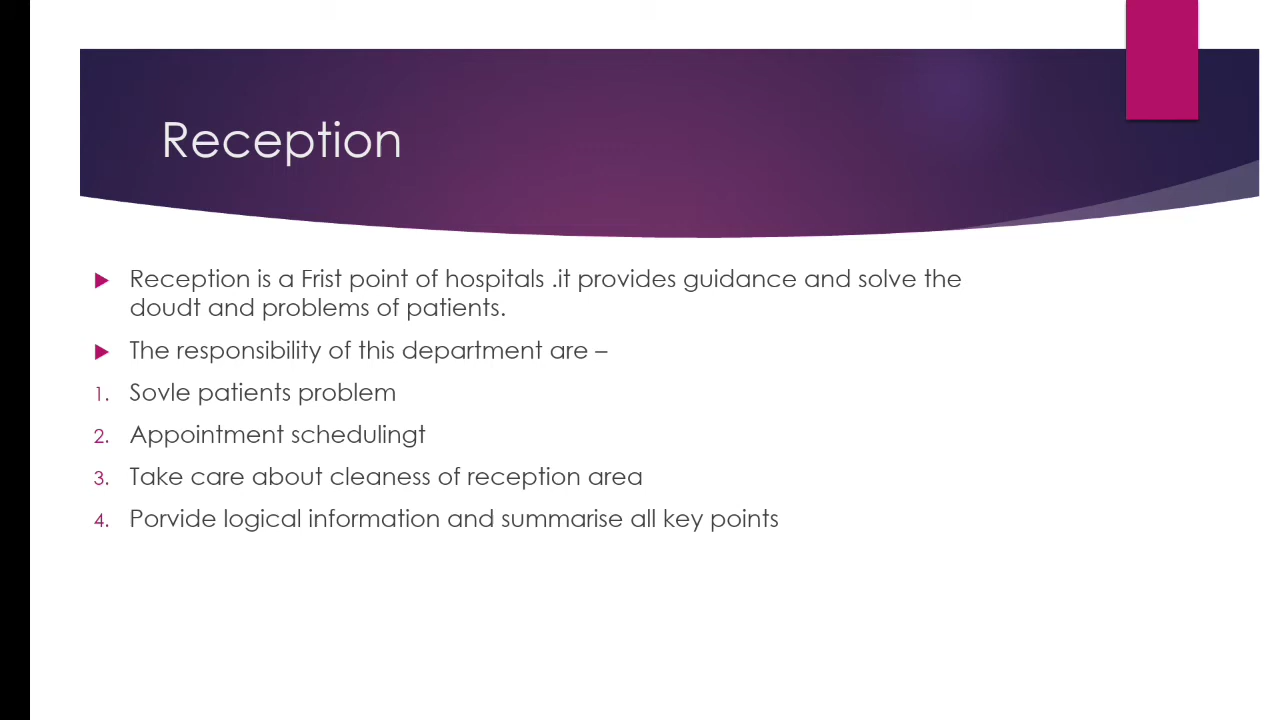 Reception
Reception is a Frist point of hospitals .it provides guidance and solve the
doudt and problems of patients.
The responsibility of this department are –
1. Sovle patients problem
2. Appointment schedulingt
3. Take care about cleaness of reception area
4. Porvide logical information and summarise all key points